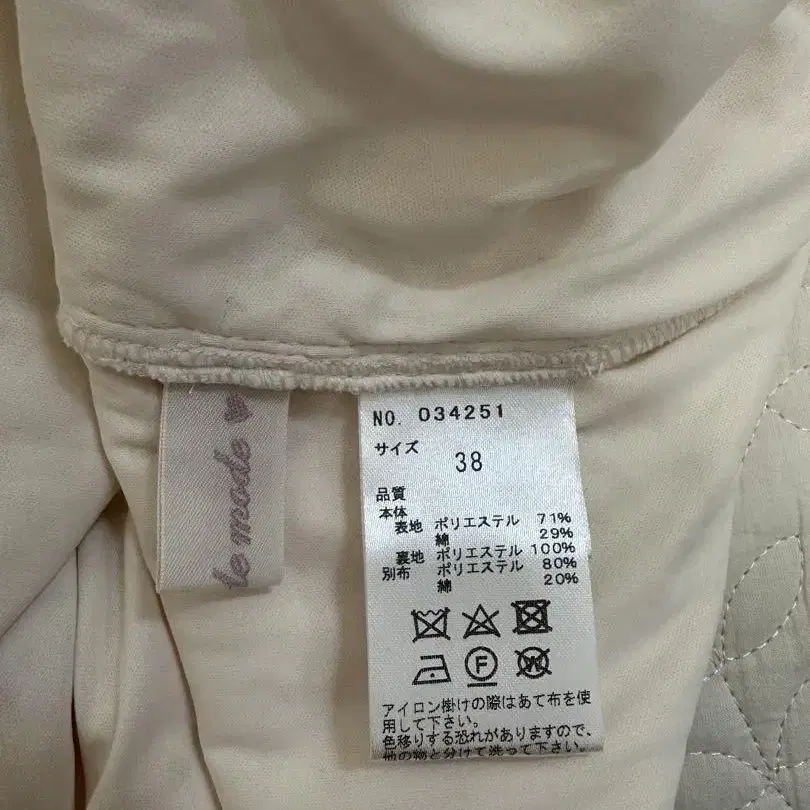 le mode
NO. 034251
サイズ
38
品質
本体
表地 ポリエステル 71%
綿 29%
裏地 ポリエステル 100%
別布 ポリエステル 80%
綿 20%
F
W
アイロン掛けの際はあて布を使
用して下さい。
色移りする恐れがありますので、
他の物と分けて洗って下さい。